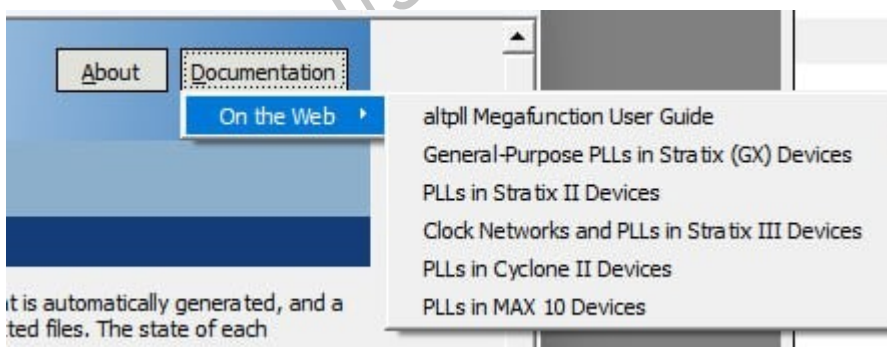 About
Documentation
On the Web
altpll Megafunction User Guide
General-Purpose PLLs in Stratix (GX) Devices
PLLs in Stratix II Devices
Clock Networks and PLLs in Stratix III Devices
PLLs in Cyclone II Devices
PLLs in MAX 10 Devices
is automatically generated, and a
files. The state of each